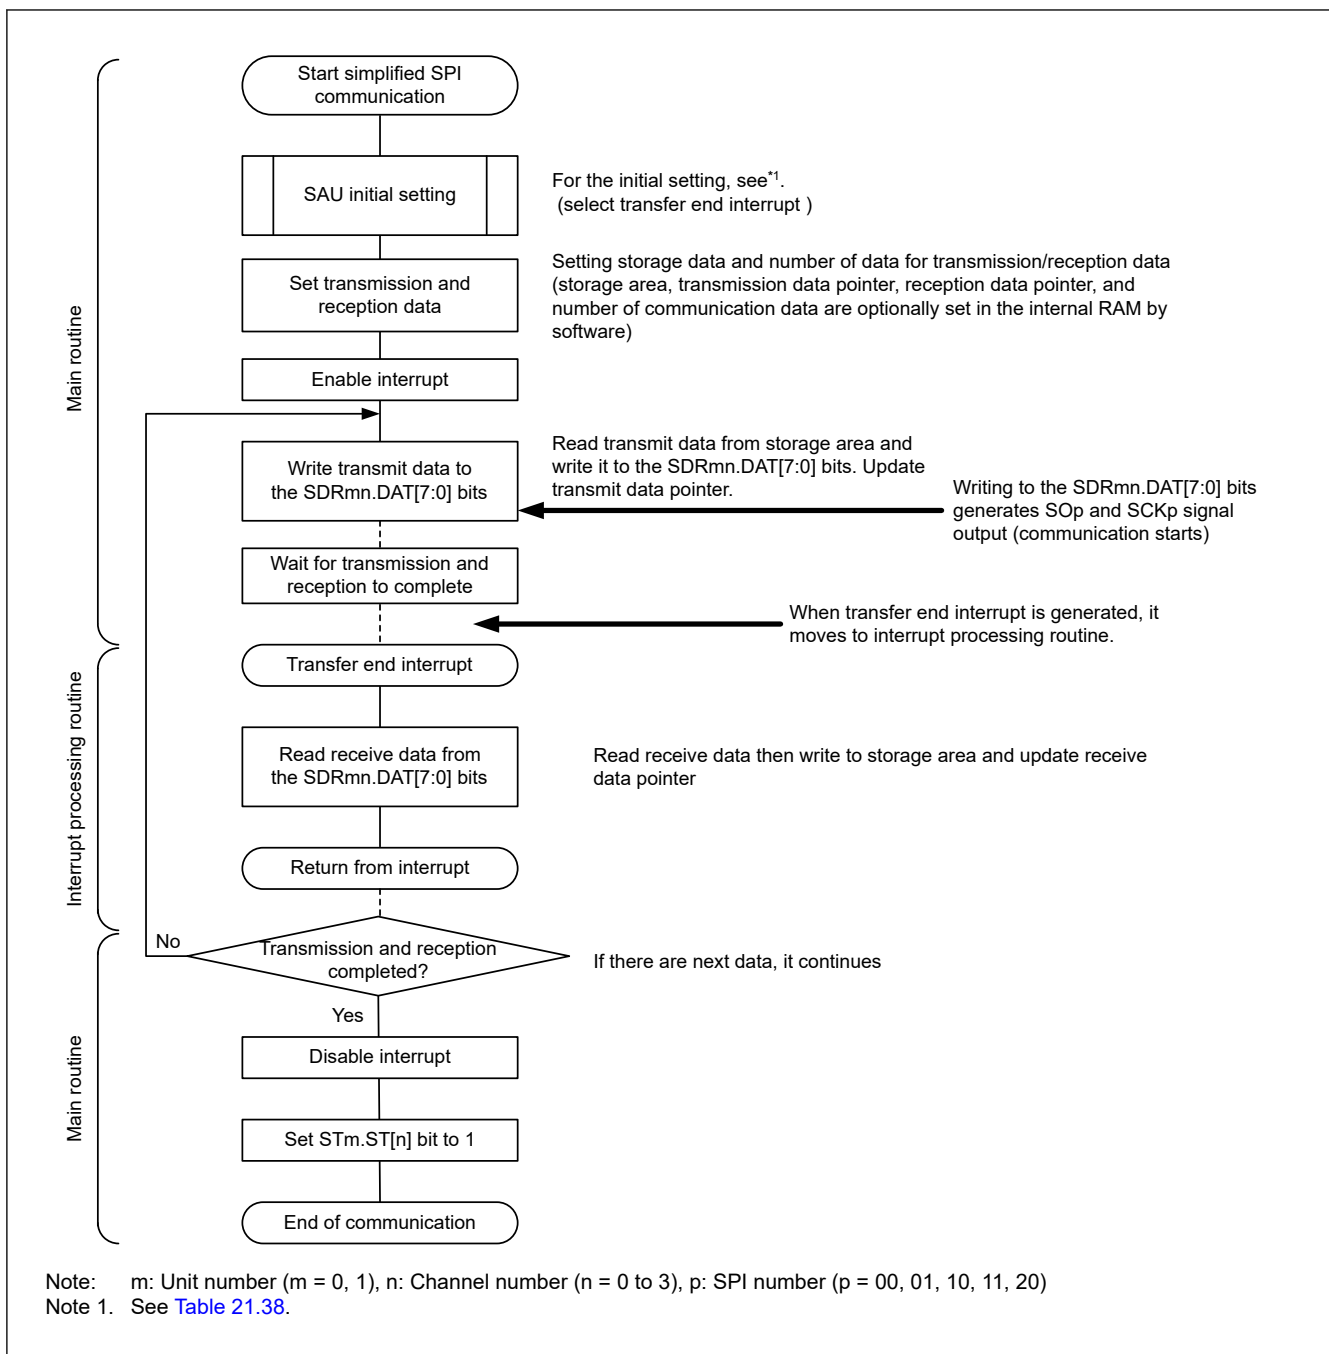 Start simplified SPI
communication
SAU initial setting
For the initial setting, see*1.
(select transfer end interrupt )
Set transmission and
reception data
Setting storage data and number of data for transmission/reception data
(storage area, transmission data pointer, reception data pointer, and
number of communication data are optionally set in the internal RAM by
software)
Main routine
Enable interrupt
Write transmit data to
the SDRmn.DAT[7:0] bits
Read transmit data from storage area and
write it to the SDRmn.DAT[7:0] bits. Update
transmit data pointer.
Writing to the SDRmn.DAT[7:0] bits
generates SOp and SCKp signal
output (communication starts)
Wait for transmission and
reception to complete
When transfer end interrupt is generated, it
moves to interrupt processing routine.
Transfer end interrupt
Interrupt processing routine
Read receive data from
the SDRmn.DAT[7:0] bits
Read receive data then write to storage area and update receive
data pointer
Return from interrupt
No
Transmission and reception
completed?
If there are next data, it continues
Yes
Main routine
Disable interrupt
Set STm.ST[n] bit to 1
End of communication
Note: m: Unit number (m = 0, 1), n: Channel number (n = 0 to 3), p: SPI number (p = 00, 01, 10, 11, 20)
Note 1. See Table 21.38.